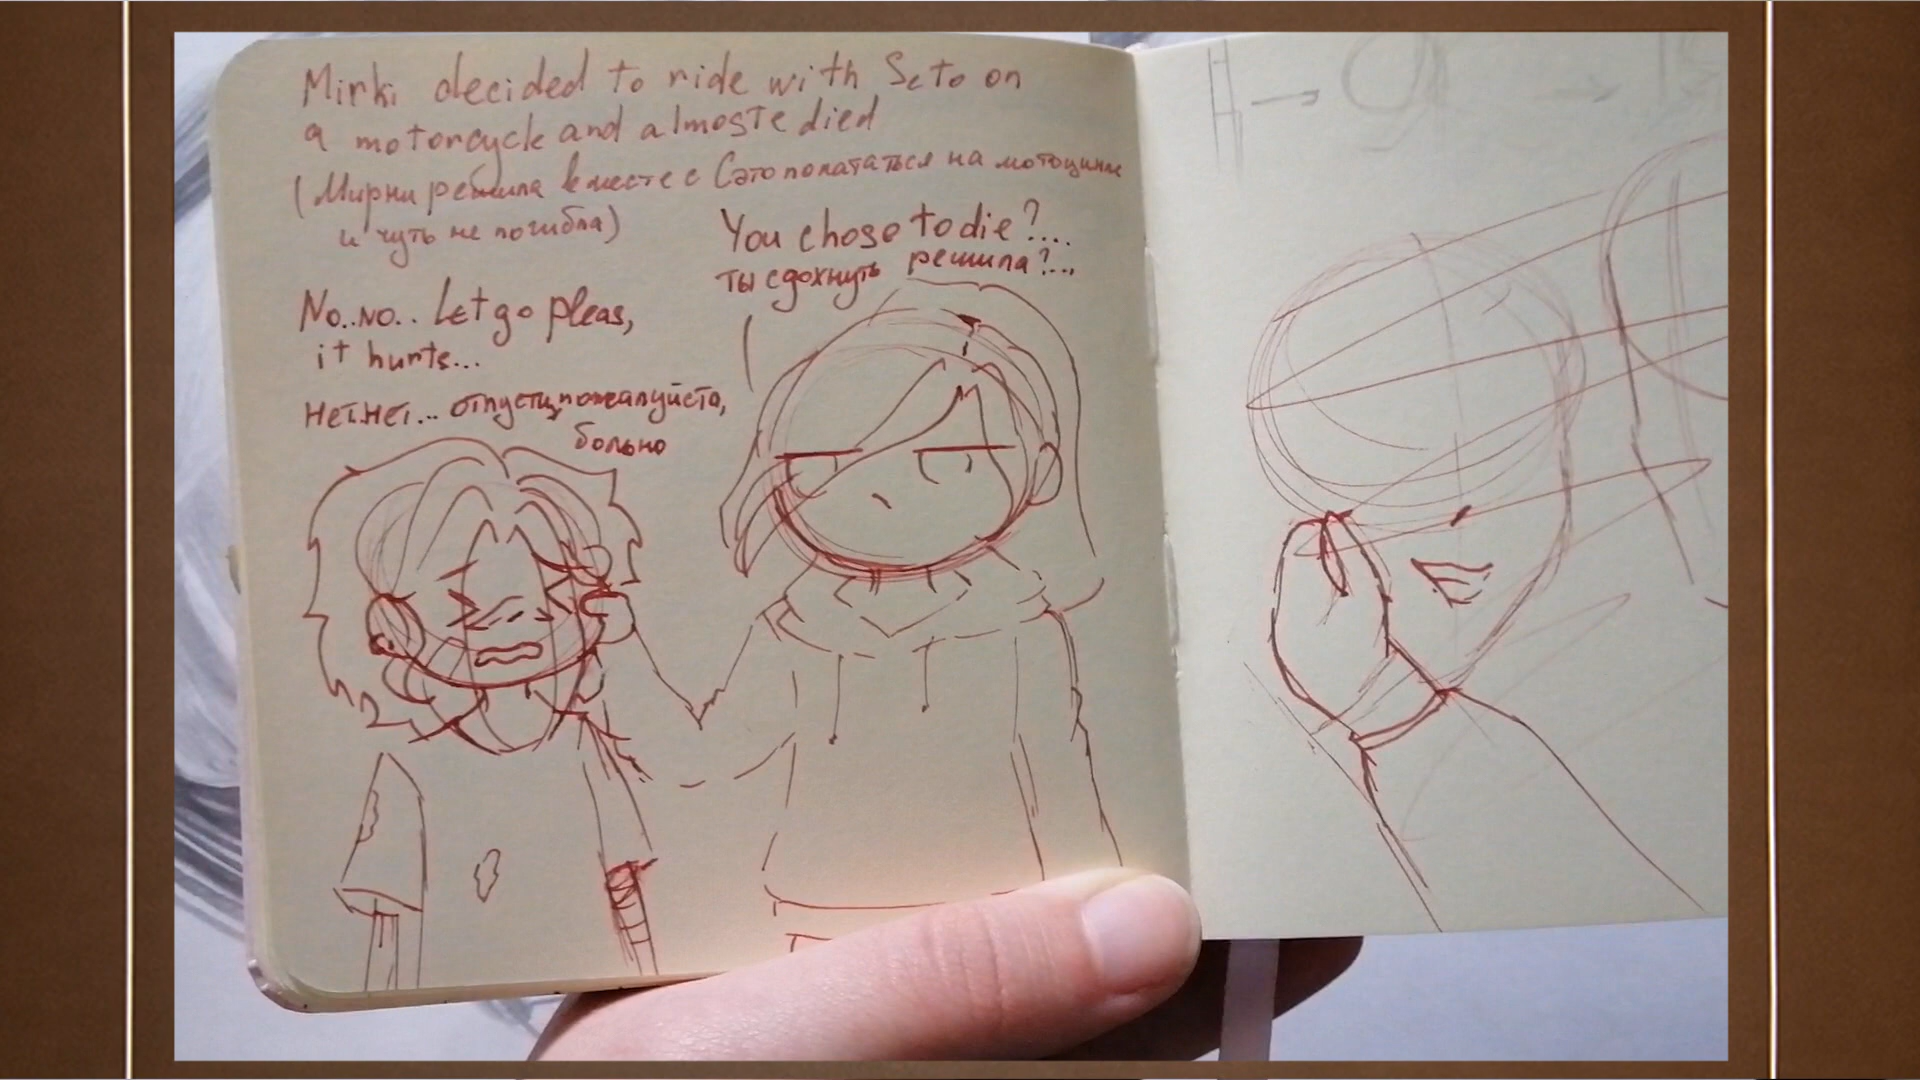 Mirki decided to ride with Seto on
a motorcyck and almoste died
(Мирки решила вместе с Сэто покататься на мотоцикле
и чуть не погибла)
You chose to die?....
ты сдохнуть решила?...
No..no.. Let go pleas,
it hurts...
нет.нет... отпусти,пожалуйста,
больно